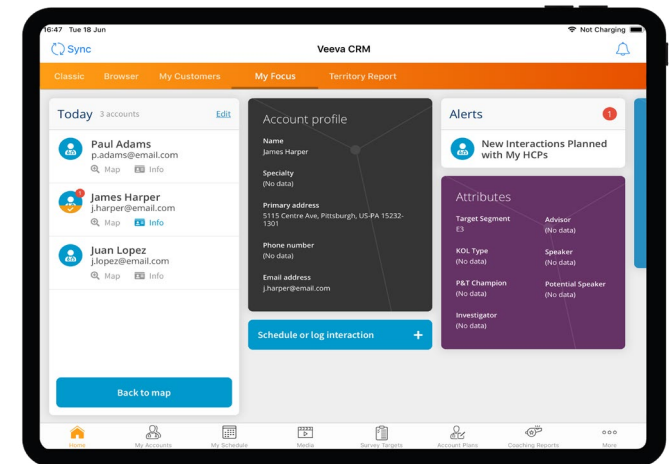 16:47 Tue 18 Jun
Not Charging
Sync
Veeva CRM
Classic
Browser
My Customers
My Focus
Territory Report
Today
3 accounts
Edit
Paul Adams
p.adams@email.com
Map
Info
1
James Harper
j.harper@email.com
Map
Info
Juan Lopez
j.lopez@email.com
Map
Info
Back to map
Account profile
Name
James Harper
Specialty
(No data)
Primary address
5115 Centre Ave, Pittsburgh, US-PA 15232-
1301
Phone number
(No data)
Email address
j.harper@email.com
Schedule or log interaction +
Alerts
1
New Interactions Planned
with My HCPs
Attributes
Target Segment
E3
Advisor
(No data)
KOL Type
(No data)
Speaker
(No data)
P&T Champion
(No data)
Potential Speaker
(No data)
Investigator
(No data)
Home
My Accounts
My Schedule
Media
Survey Targets
Account Plans
Coaching Reports
More